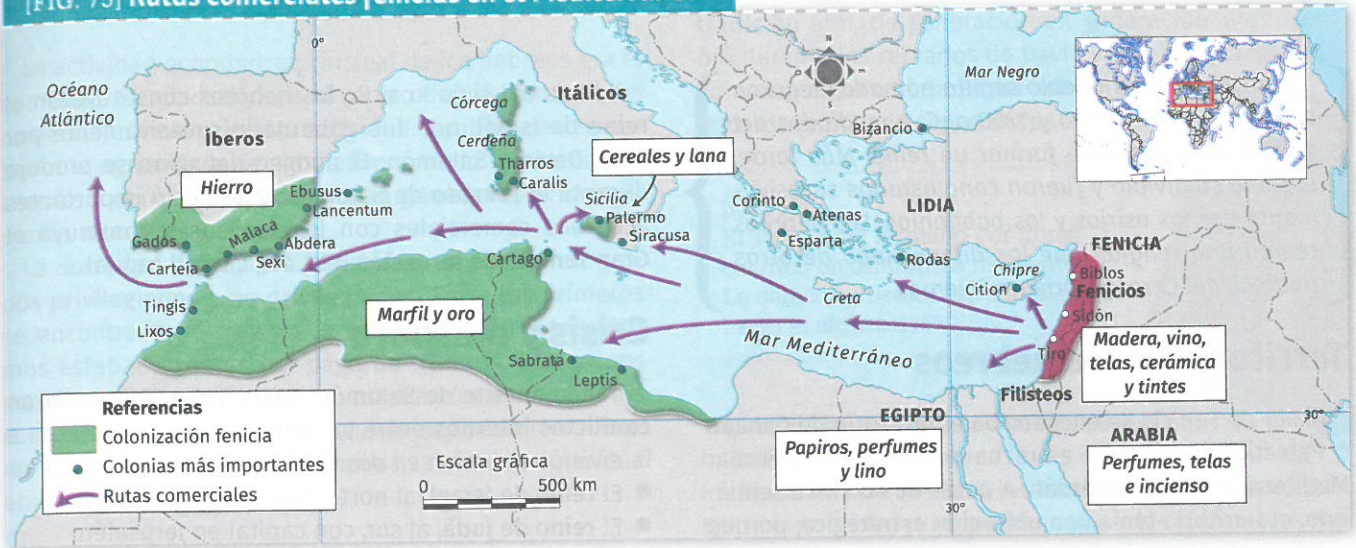 [FIG. 75] Rutas comerciales fenicias en el Mediterráneo
0°
N
Océano
Atlántico
Íberos
Hierro
Gados
Malaca
Carteia
Sexi
Abdera
Tingis
Lixos
Ebusus
Lancentum
Córcega
Itálicos
Cerdeña
Tharros
Caralis
Cereales y lana
Sicilia
Palermo
Siracusa
Cártago
Marfil y oro
Sabrata
Leptis
Mar Negro
Bizancio
Corinto
Atenas
Esparta
LIDIA
Rodas
Creta
Mar Mediterráneo
Chipre
Cition
FENICIA
Biblos
Fenicios
Sidón
Tiro
Madera, vino,
telas, cerámica
y tintes
Filisteos
EGIPTO
Papiros, perfumes
y lino
ARABIA
Perfumes, telas
e incienso
30°
30°
Referencias
Colonización fenicia
Colonias más importantes
Rutas comerciales
Escala gráfica
0 500 km